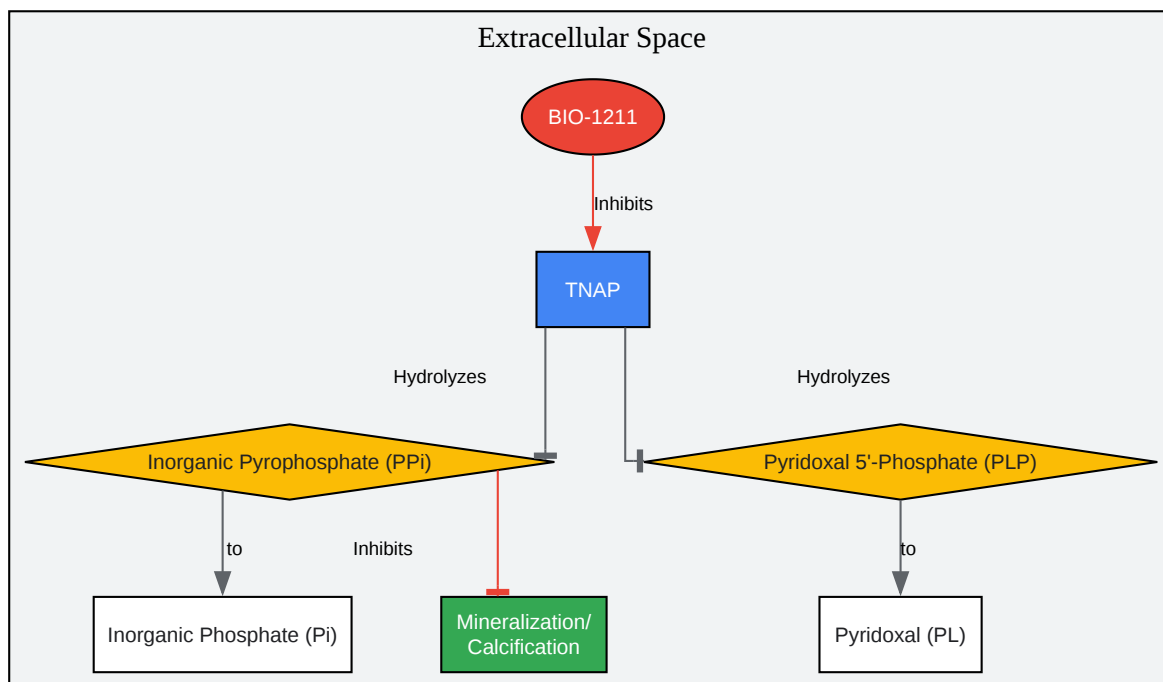 Extracellular Space
BIO-1211
Inhibits
TNAP
Hydrolyzes
Hydrolyzes
Inorganic Pyrophosphate (PPi)
Pyridoxal 5'-Phosphate (PLP)
to
Inhibits
to
Inorganic Phosphate (Pi)
Mineralization/
Calcification
Pyridoxal (PL)